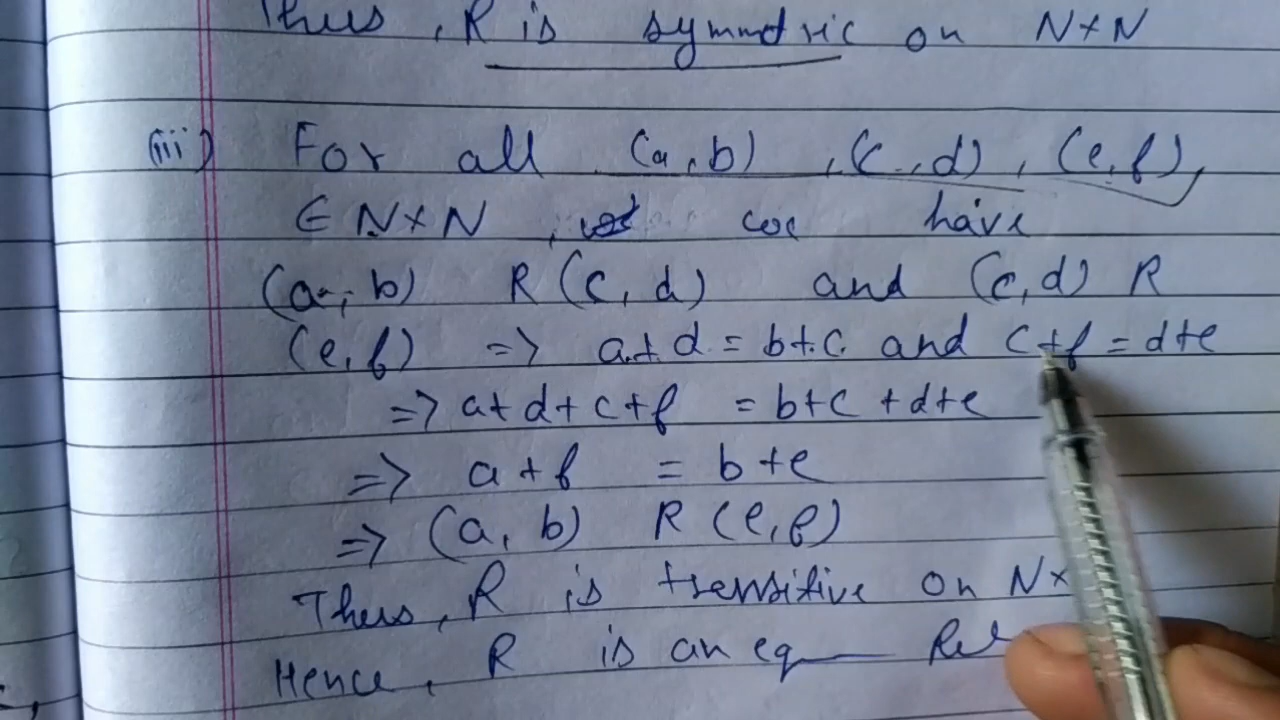 Thus, R is symmetric on N×N
(iii) For all (a,b), (c,d), (e,f),
∈ N×N, we have
(a,b) R (c,d) and (c,d) R
(e,f) => a+d = b+c and c+f = d+e
=> a+d+c+f = b+c+d+e
=> a+f = b+e
=> (a,b) R (e,f)
Thus, R is transitive on N×
Hence, R is an eq Rel